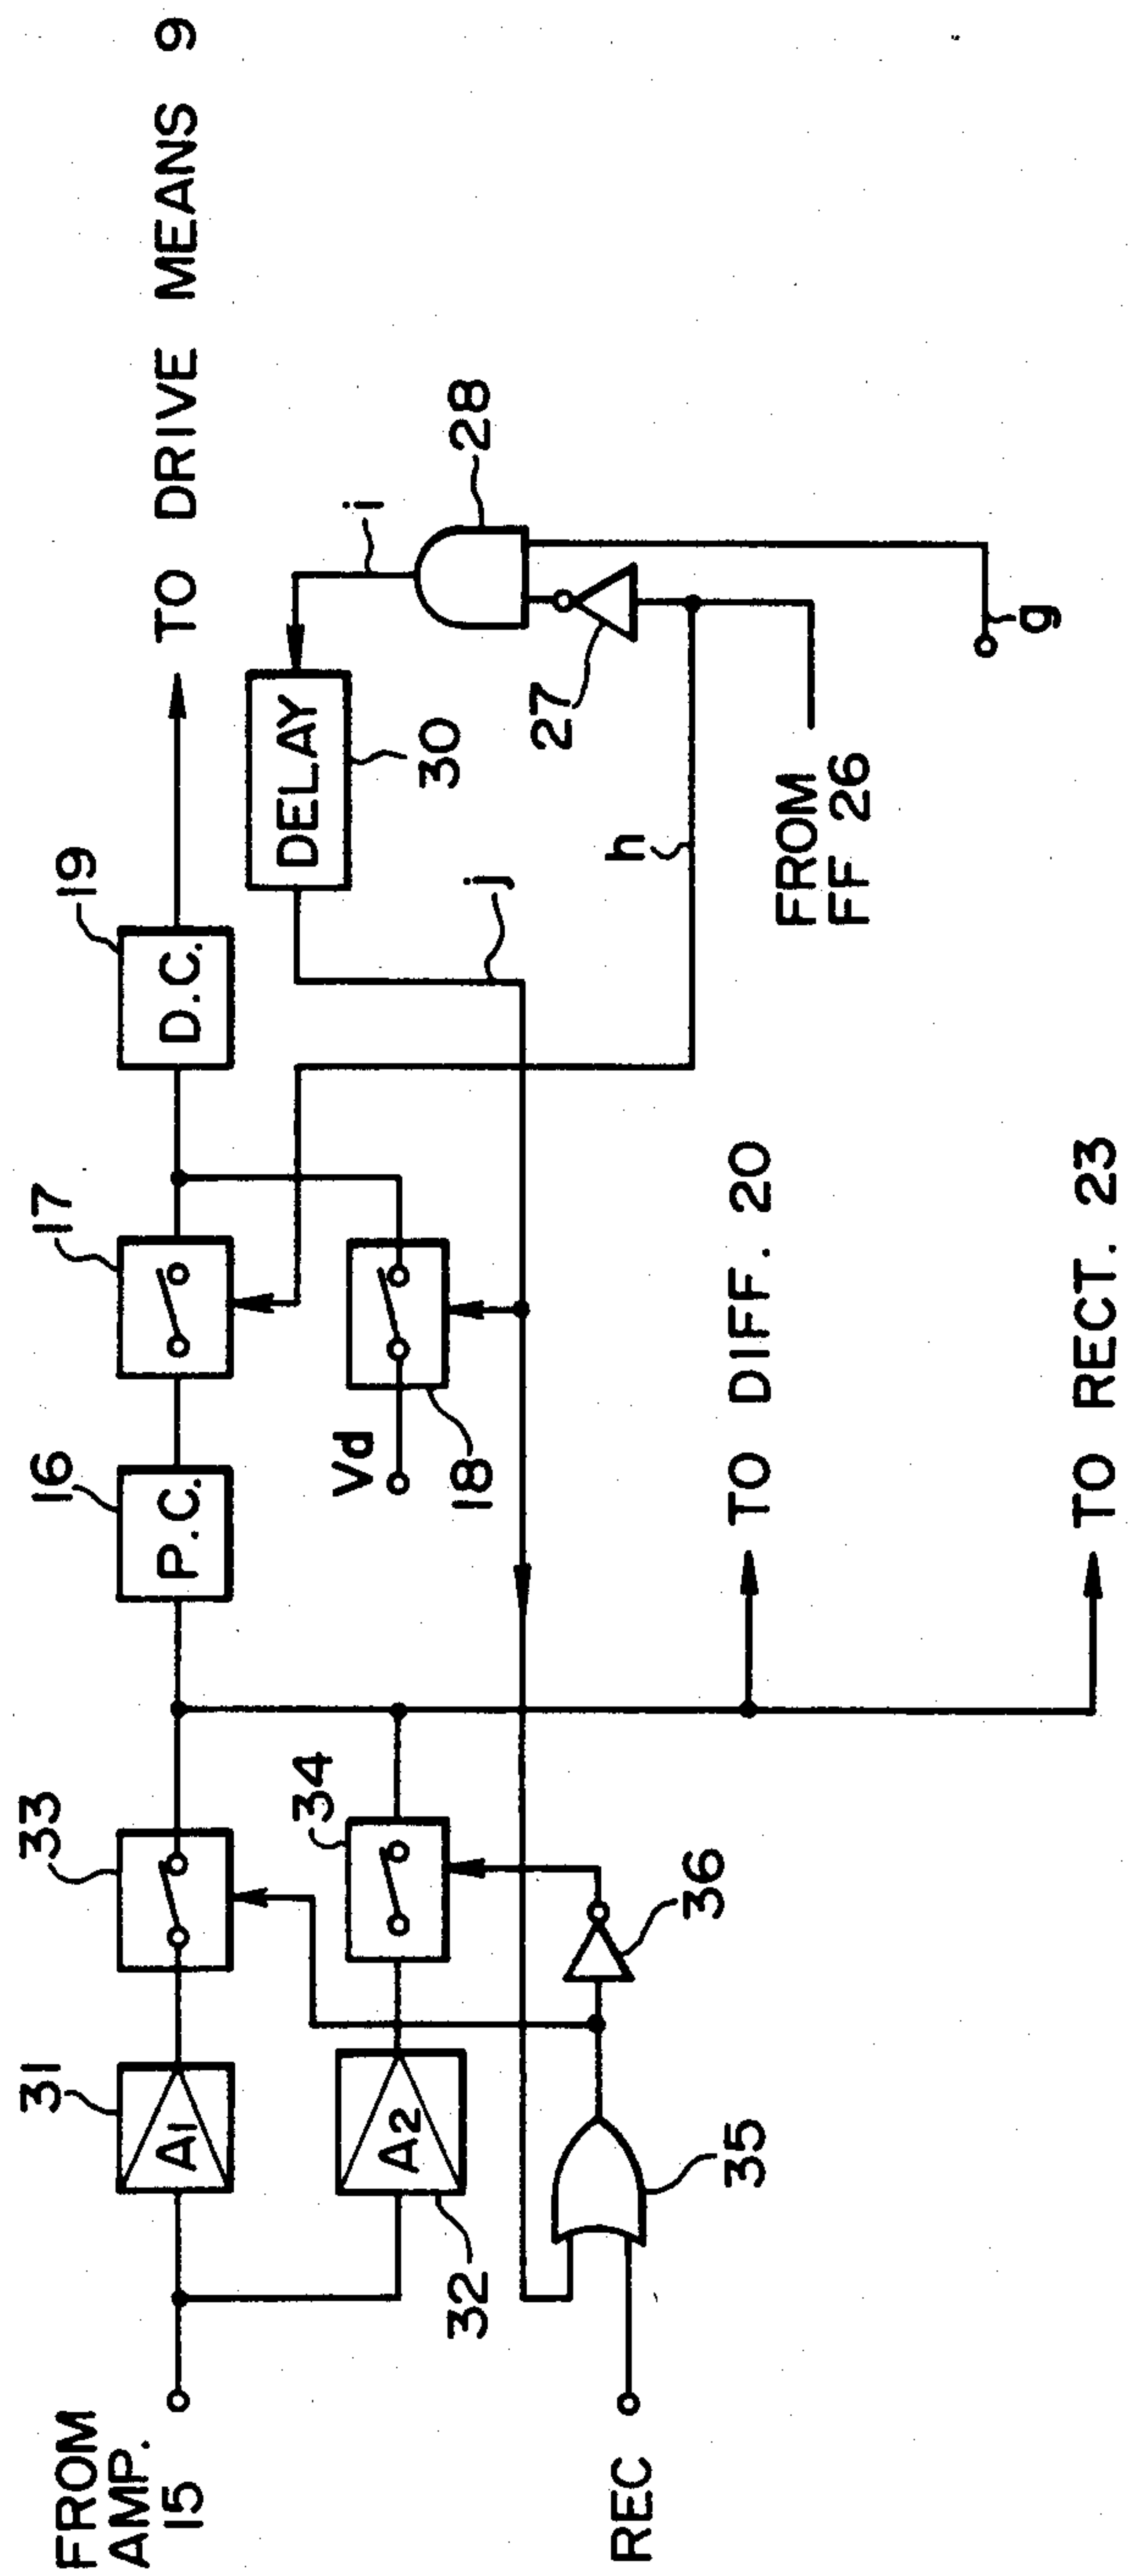 FROM
AMP.
15
31
A1
33
16
P.C.
17
19
D.C.
TO DRIVE MEANS 9
32
A2
34
Vd
18
DELAY
30
i
28
j
27
h
g
FROM
FF 26
REC
35
36
TO DIFF. 20
TO RECT. 23